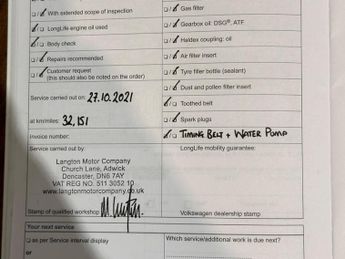 With extended scope of inspection
LongLife engine oil used
Body check
Repairs recommended
Customer request
(this should also be noted on the order)
Service carried out on: 27.10.2021
at km/miles: 32,151
Invoice number:
Service carried out by:
Langton Motor Company
Church Lane, Adwick
Doncaster, DN6 7AY
VAT REG NO. 511 3052 10
www.langtonmotorcompany.co.uk
Stamp of qualified workshop
Gas filter
Gearbox oil: DSG®, ATF
Haldex coupling: oil
Air filter insert
Tyre filler bottle (sealant)
Dust and pollen filter insert
Toothed belt
Spark plugs
TIMING BELT + WATER PUMP
LongLife mobility guarantee:
Volkswagen dealership stamp
Your next service
as per Service interval display
or
Which service/additional work is due next?